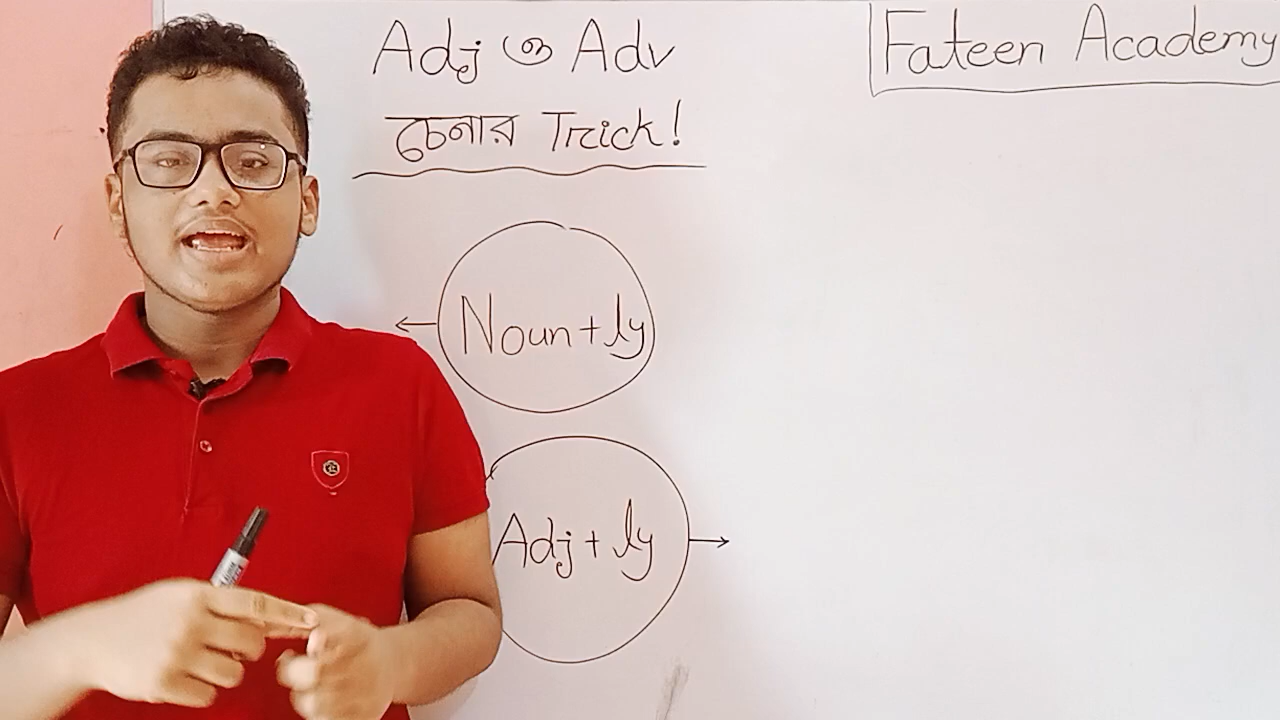 Adj ও Adv
চেনার Trick!
Fateen Academy
Noun + ly
Adj + ly